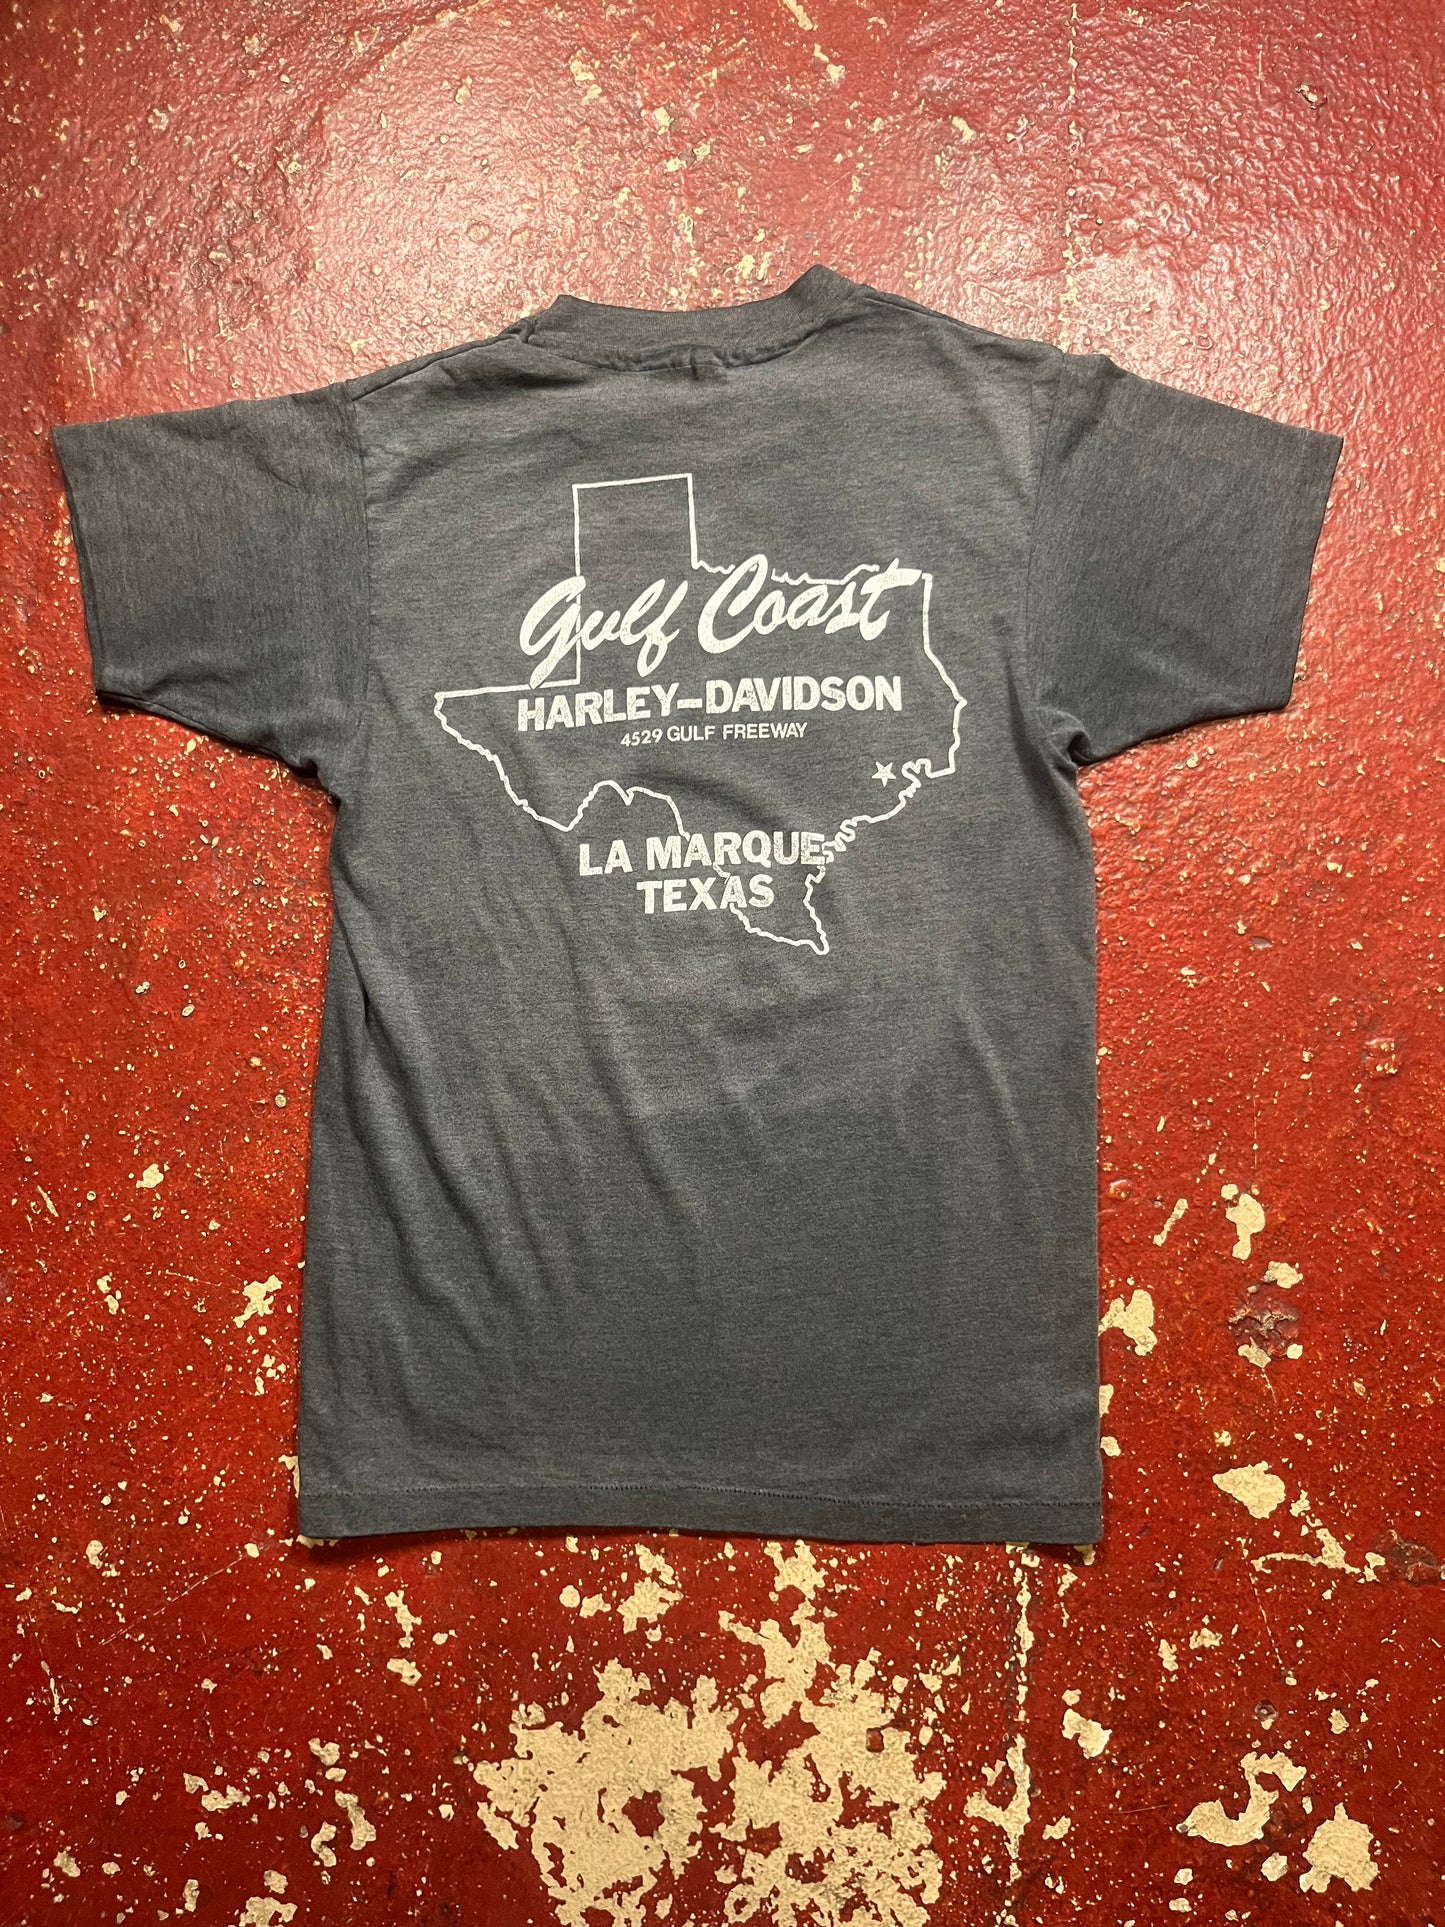 Gulf Coast
HARLEY-DAVIDSON
4529 GULF FREEWAY
LA MARQUE,
TEXAS